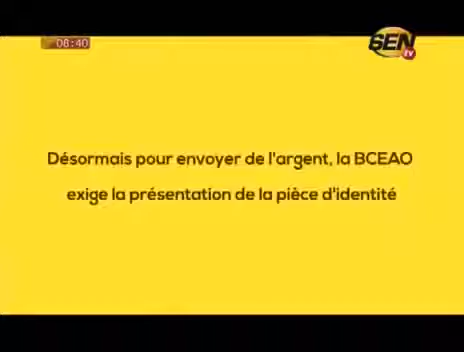 08:40
SEN
TV
Désormais pour envoyer de l'argent, la BCEAO
exige la présentation de la pièce d'identité